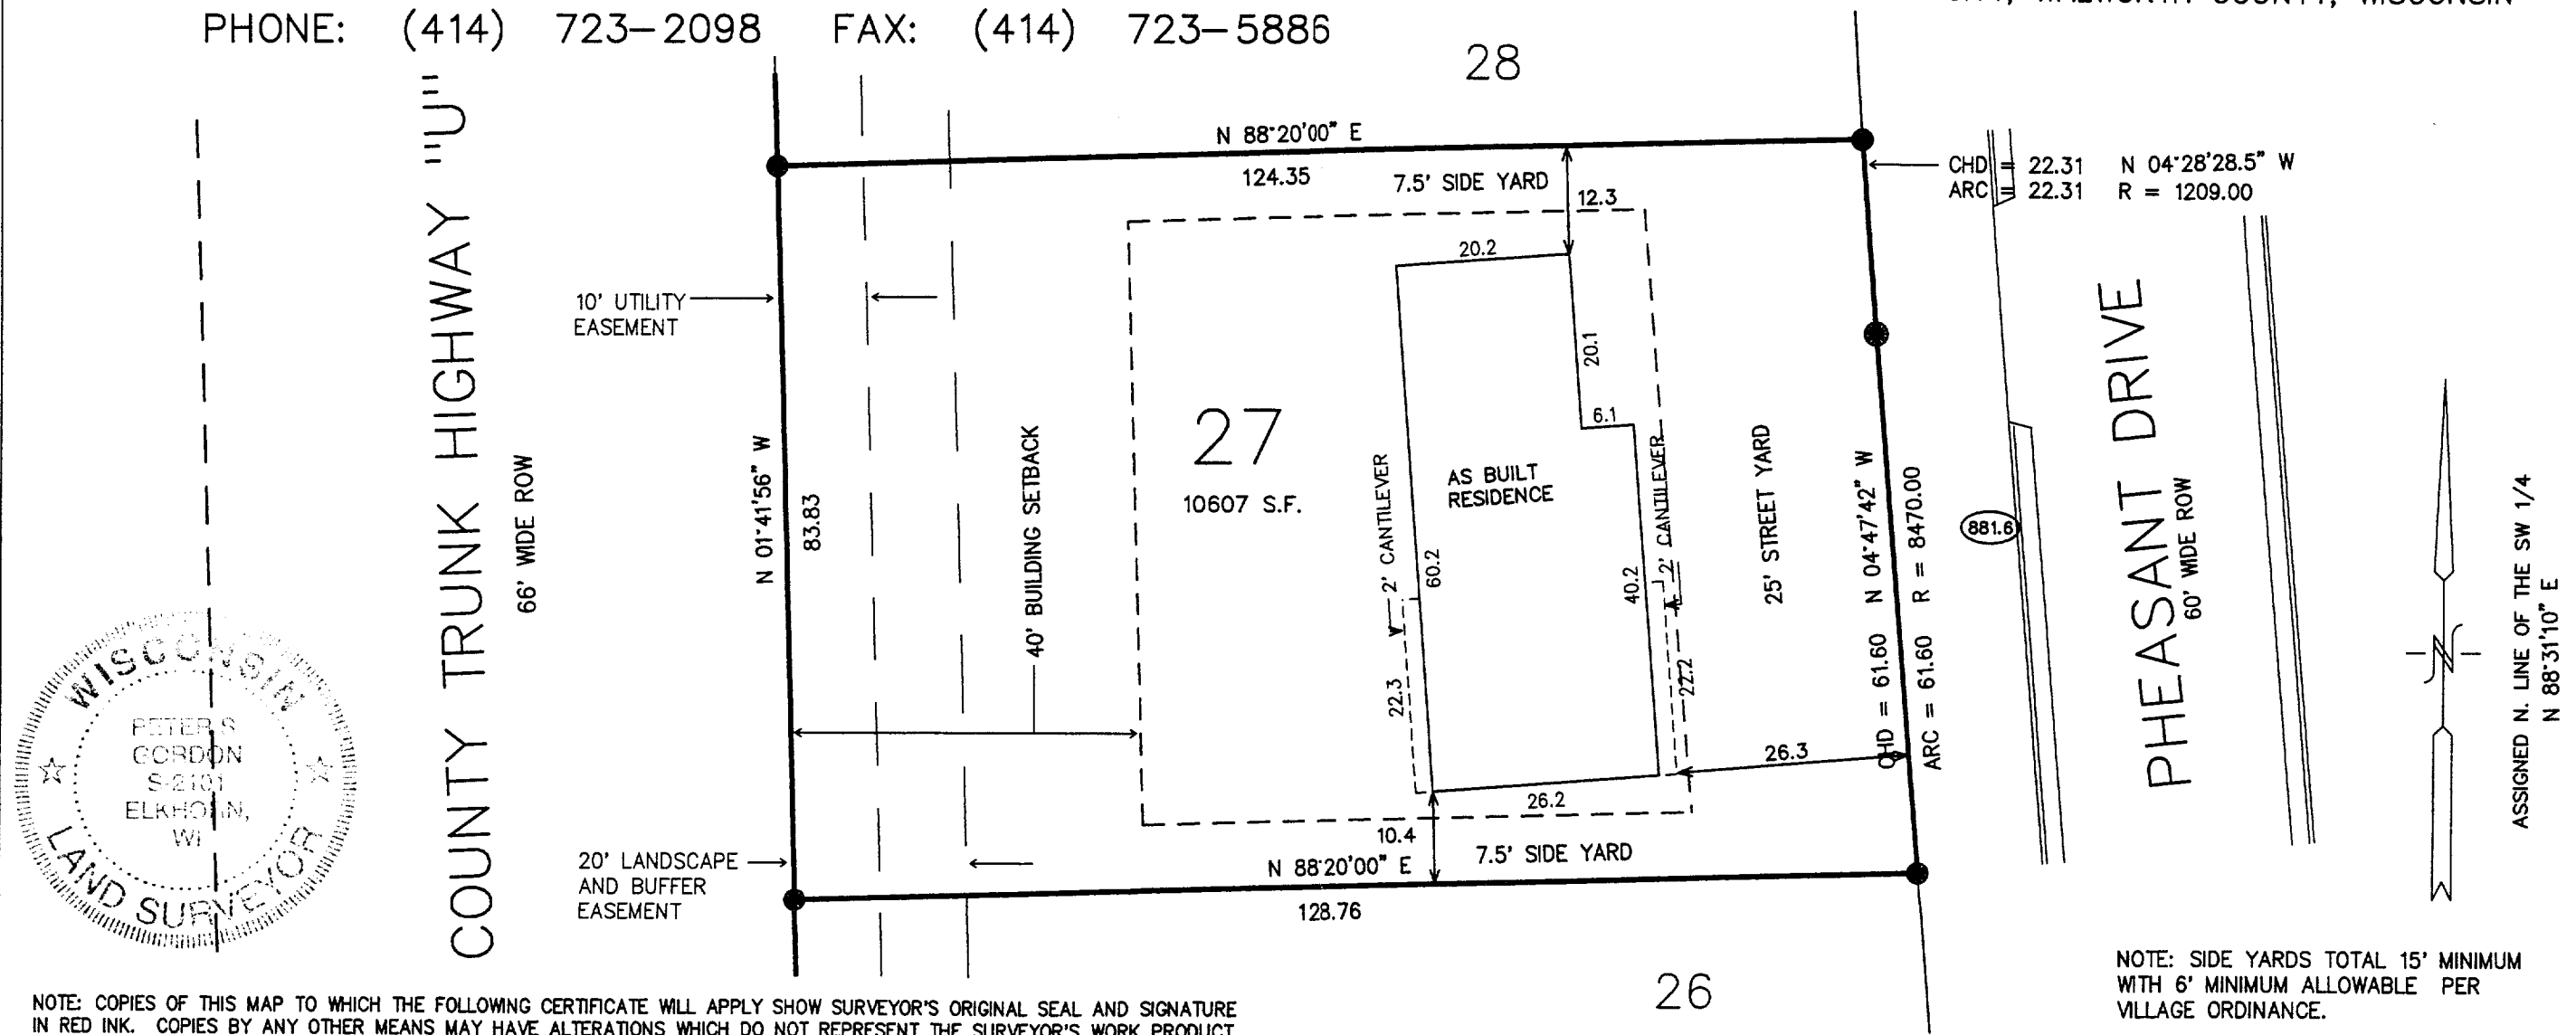 WALWORTH COUNTY, WISCONSIN
PHONE: (414) 723-2098 FAX: (414) 723-5886
28
COUNTY TRUNK HIGHWAY "U"
66' WIDE ROW
N 88°20'00" E
124.35
7.5' SIDE YARD
12.3
CHD = 22.31 N 04°28'28.5" W
ARC = 22.31 R = 1209.00
10' UTILITY
EASEMENT
N 01°41'56" W
83.83
40' BUILDING SETBACK
27
10607 S.F.
20.2
20.1
6.1
AS BUILT
RESIDENCE
2' CANTILEVER
60.2
22.3
40.2
2' CANTILEVER
22.2
26.2
10.4
25' STREET YARD
26.3
CHD = 61.60 N 04°47'42" W
ARC = 61.60 R = 8470.00
881.6
PHEASANT DRIVE
60' WIDE ROW
ASSIGNED N. LINE OF THE SW 1/4
N 88°31'10" E
N
20' LANDSCAPE
AND BUFFER
EASEMENT
N 88°20'00" E
7.5' SIDE YARD
128.76
26
WISCONSIN
PETER S
GORDON
S-2101
ELKHORN,
WI
LAND SURVEYOR
NOTE: SIDE YARDS TOTAL 15' MINIMUM
WITH 6' MINIMUM ALLOWABLE PER
VILLAGE ORDINANCE.
NOTE: COPIES OF THIS MAP TO WHICH THE FOLLOWING CERTIFICATE WILL APPLY SHOW SURVEYOR'S ORIGINAL SEAL AND SIGNATURE
IN RED INK. COPIES BY ANY OTHER MEANS MAY HAVE ALTERATIONS WHICH DO NOT REPRESENT THE SURVEYOR'S WORK PRODUCT.